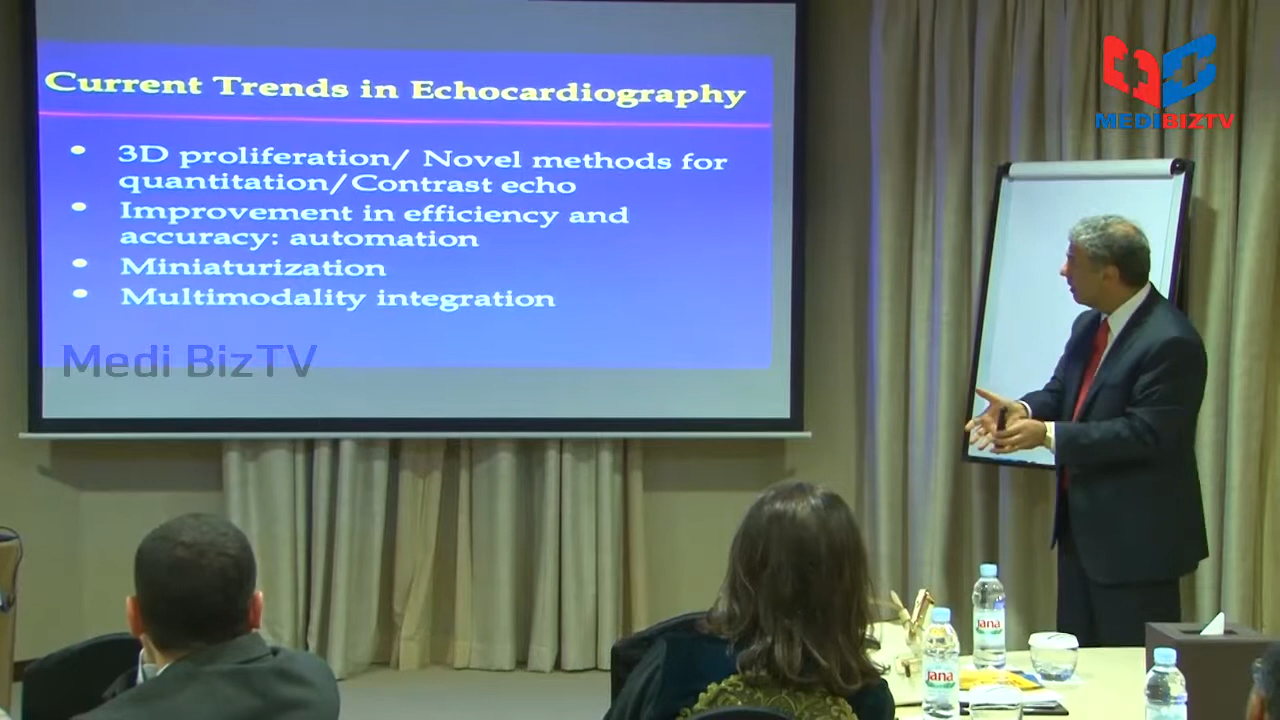 Current Trends in Echocardiography
• 3D proliferation/ Novel methods for
quantitation/Contrast echo
• Improvement in efficiency and
accuracy: automation
• Miniaturization
• Multimodality integration
Medi BizTV
MEDIBIZTV
jana
jana